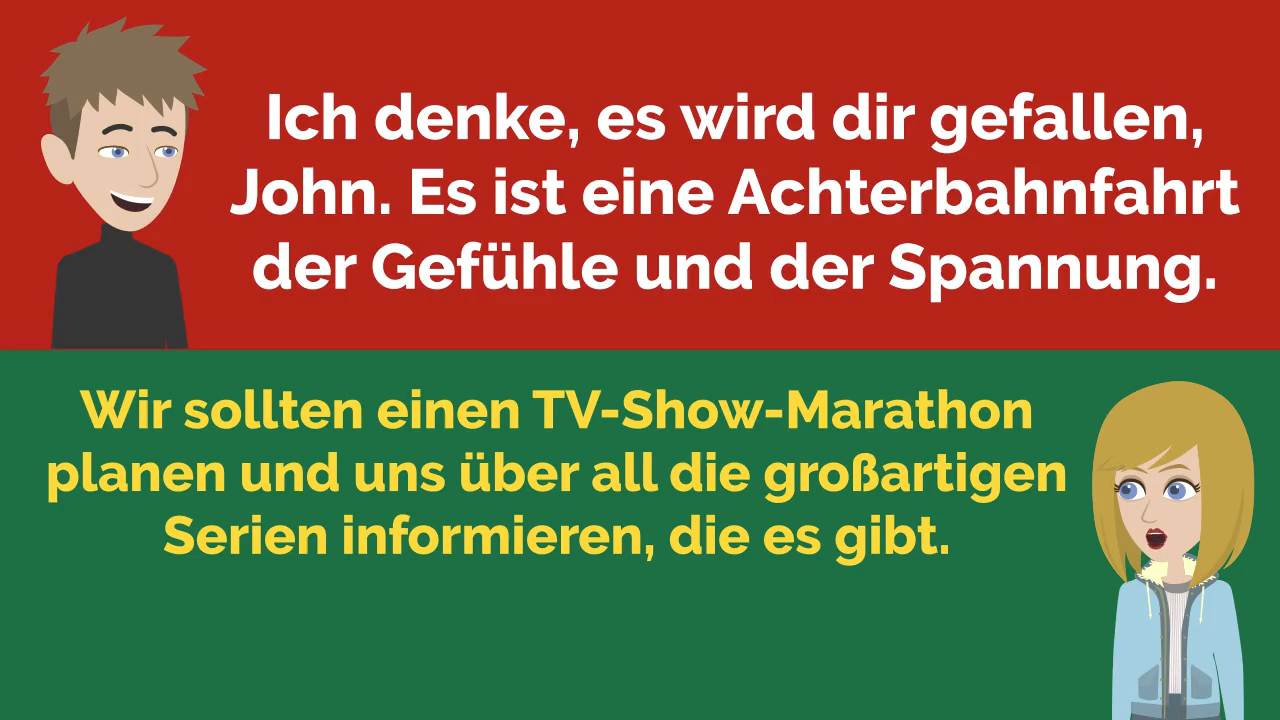 Ich denke, es wird dir gefallen,
John. Es ist eine Achterbahnfahrt
der Gefühle und der Spannung.
Wir sollten einen TV-Show-Marathon
planen und uns über all die großartigen
Serien informieren, die es gibt.